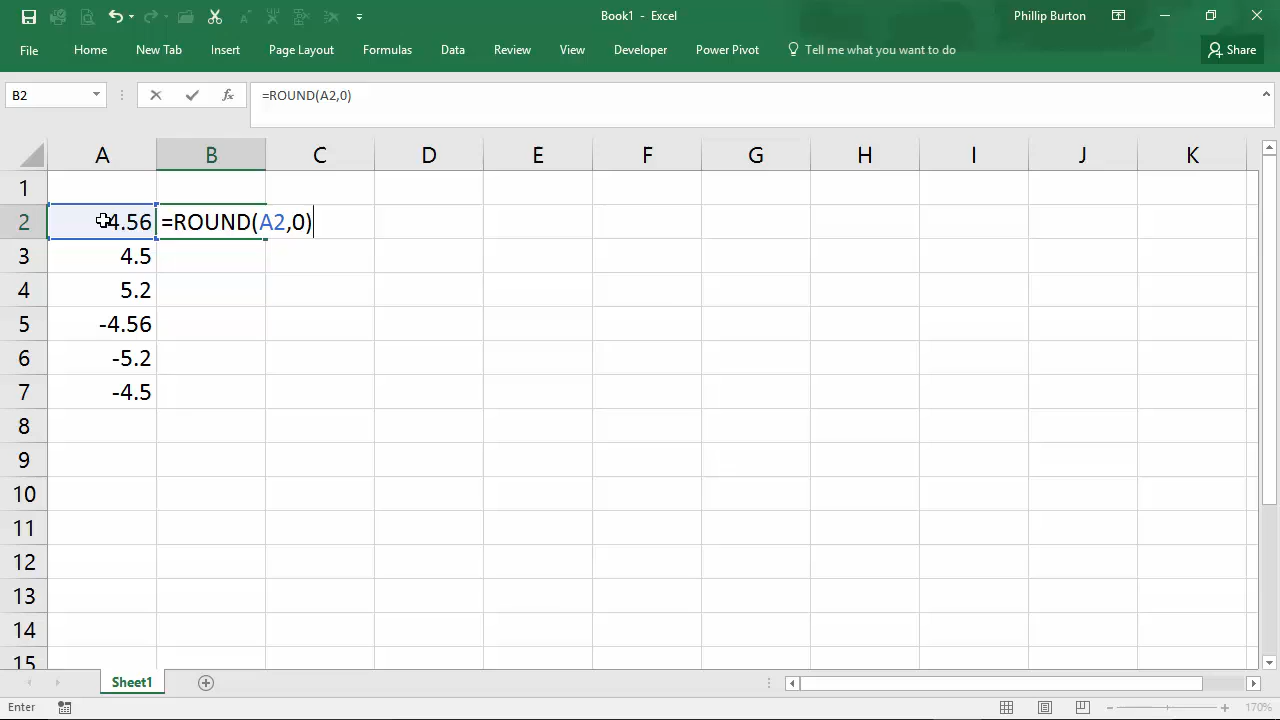 Book1 - Excel
Phillip Burton
File Home New Tab Insert Page Layout Formulas Data Review View Developer Power Pivot Tell me what you want to do Share
B2 fx =ROUND(A2,0)
A B C D E F G H I J K
1
2 4.56 =ROUND(A2,0)
3 4.5
4 5.2
5 -4.56
6 -5.2
7 -4.5
8
9
10
11
12
13
14
15
Sheet1
Enter 170%